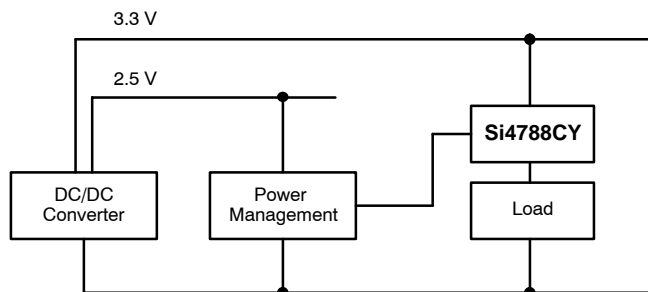 3.3 V
2.5 V
Si4788CY
DC/DC
Converter
Power
Management
Load